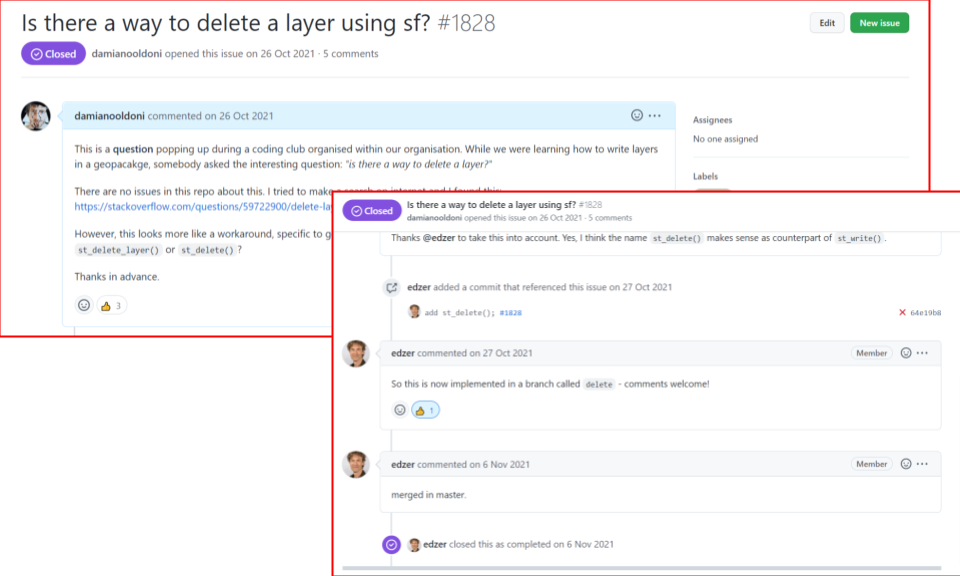 Is there a way to delete a layer using sf? #1828
Edit
New issue
Closed
damianooldoni opened this issue on 26 Oct 2021 · 5 comments
damianooldoni commented on 26 Oct 2021
Assignees
No one assigned
Labels
This is a question popping up during a coding club organised within our organisation. While we were learning how to write layers
in a geopacakge, somebody asked the interesting question: "is there a way to delete a layer?"
There are no issues in this repo about this. I tried to make a search on internet and I found this:
https://stackoverflow.com/questions/59722900/delete-la
However, this looks more like a workaround, specific to g
st_delete_layer() or st_delete() ?
Thanks in advance.
👍 3
Closed
Is there a way to delete a layer using sf? #1828
damianooldoni opened this issue on 26 Oct 2021 · 5 comments
Thanks @edzer to take this into account. Yes, I think the name st_delete() makes sense as counterpart of st_write() .
edzer added a commit that referenced this issue on 27 Oct 2021
add st_delete(); #1828
64e19b8
edzer commented on 27 Oct 2021
Member
So this is now implemented in a branch called delete - comments welcome!
👍 1
edzer commented on 6 Nov 2021
Member
merged in master.
edzer closed this as completed on 6 Nov 2021